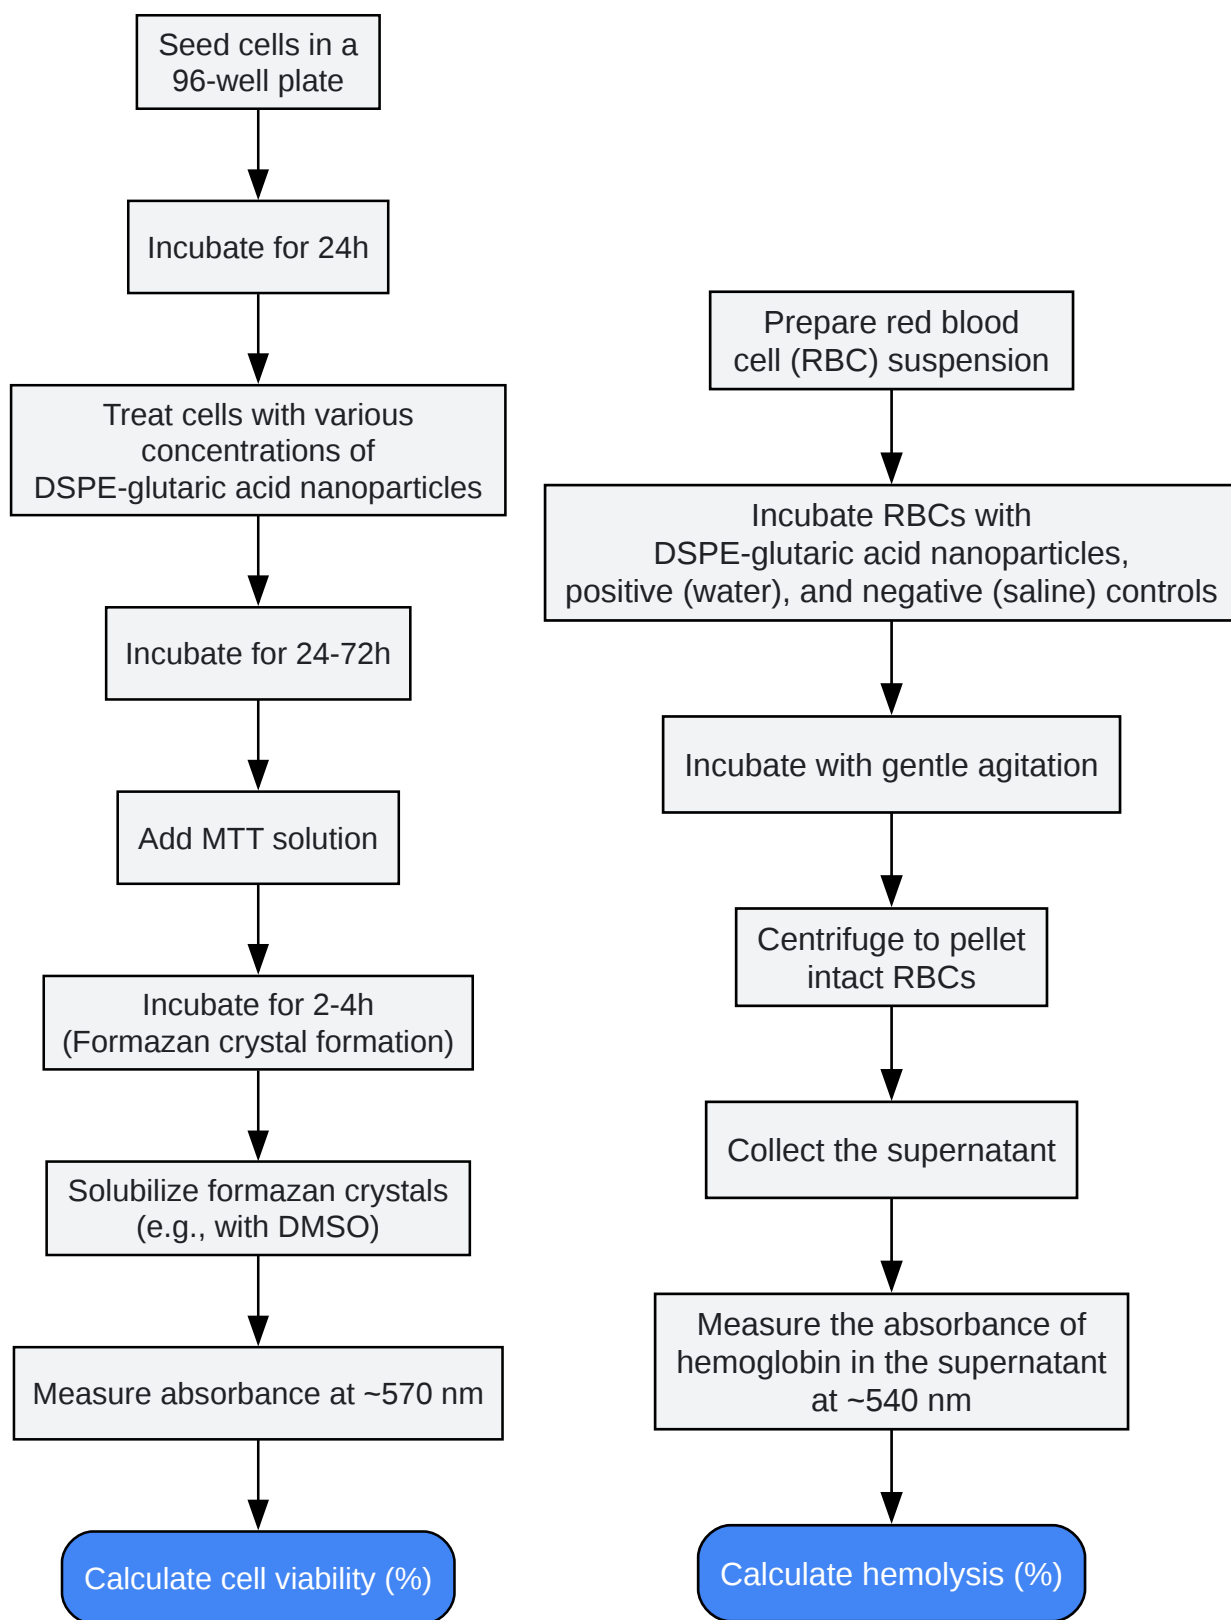 Seed cells in a
96-well plate
Incubate for 24h
Treat cells with various
concentrations of
DSPE-glutaric acid nanoparticles
Incubate for 24-72h
Add MTT solution
Incubate for 2-4h
(Formazan crystal formation)
Solubilize formazan crystals
(e.g., with DMSO)
Measure absorbance at ~570 nm
Calculate cell viability (%)
Prepare red blood
cell (RBC) suspension
Incubate RBCs with
DSPE-glutaric acid nanoparticles,
positive (water), and negative (saline) controls
Incubate with gentle agitation
Centrifuge to pellet
intact RBCs
Collect the supernatant
Measure the absorbance of
hemoglobin in the supernatant
at ~540 nm
Calculate hemolysis (%)